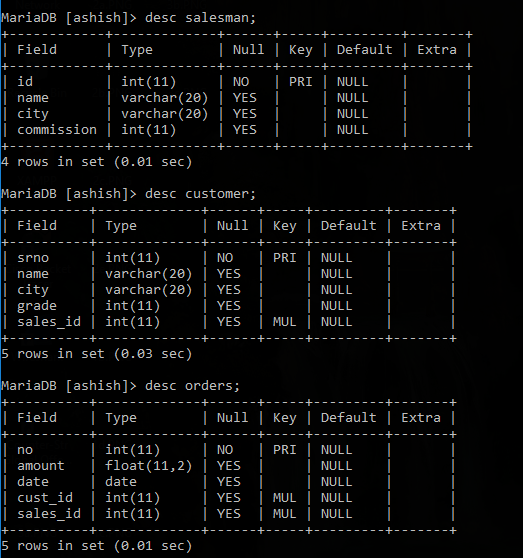 MariaDB [ashish]> desc salesman;
+------------+-------------+------+-----+---------+-------+
| Field      | Type        | Null | Key | Default | Extra |
+------------+-------------+------+-----+---------+-------+
| id         | int(11)     | NO   | PRI | NULL    |       |
| name       | varchar(20) | YES  |     | NULL    |       |
| city       | varchar(20) | YES  |     | NULL    |       |
| commission | int(11)     | YES  |     | NULL    |       |
+------------+-------------+------+-----+---------+-------+
4 rows in set (0.01 sec)
MariaDB [ashish]> desc customer;
+----------+-------------+------+-----+---------+-------+
| Field    | Type        | Null | Key | Default | Extra |
+----------+-------------+------+-----+---------+-------+
| srno     | int(11)     | NO   | PRI | NULL    |       |
| name     | varchar(20) | YES  |     | NULL    |       |
| city     | varchar(20) | YES  |     | NULL    |       |
| grade    | int(11)     | YES  |     | NULL    |       |
| sales_id | int(11)     | YES  | MUL | NULL    |       |
+----------+-------------+------+-----+---------+-------+
5 rows in set (0.03 sec)
MariaDB [ashish]> desc orders;
+----------+-------------+------+-----+---------+-------+
| Field    | Type        | Null | Key | Default | Extra |
+----------+-------------+------+-----+---------+-------+
| no       | int(11)     | NO   | PRI | NULL    |       |
| amount   | float(11,2) | YES  |     | NULL    |       |
| date     | date        | YES  |     | NULL    |       |
| cust_id  | int(11)     | YES  | MUL | NULL    |       |
| sales_id | int(11)     | YES  | MUL | NULL    |       |
+----------+-------------+------+-----+---------+-------+
5 rows in set (0.01 sec)